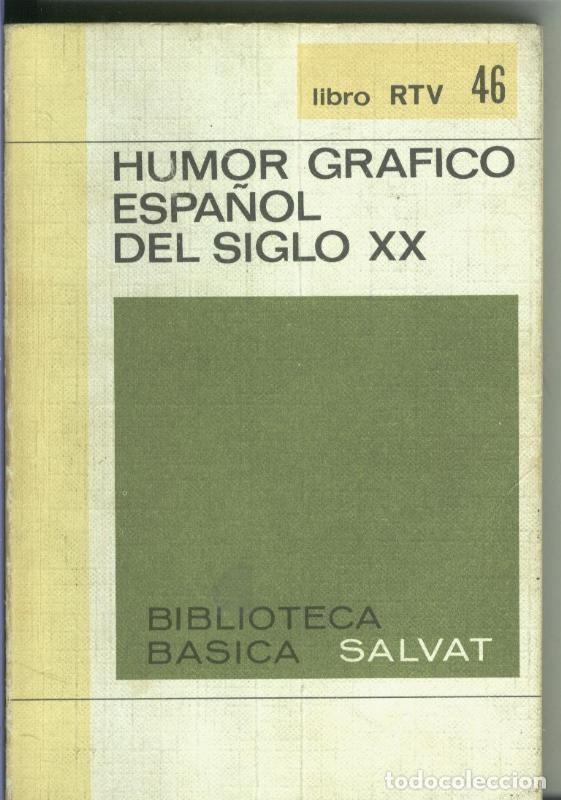 libro RTV 46
HUMOR GRAFICO
ESPAÑOL
DEL SIGLO XX
BIBLIOTECA
BASICA SALVAT
todocoleccion